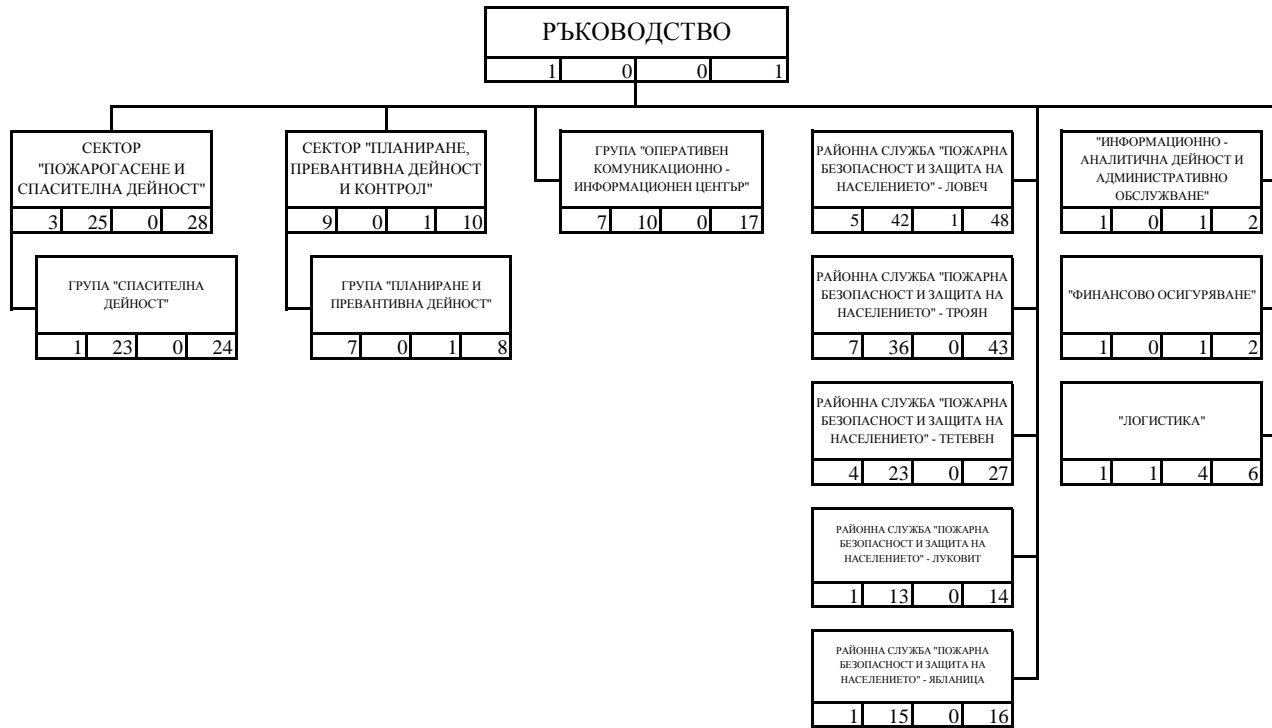 РЪКОВОДСТВО
1 0 0 1
СЕКТОР
"ПОЖАРОГАСЕНЕ И
СПАСИТЕЛНА ДЕЙНОСТ"
3 25 0 28
ГРУПА "СПАСИТЕЛНА
ДЕЙНОСТ"
1 23 0 24
СЕКТОР "ПЛАНИРАНЕ,
ПРЕВАНТИВНА ДЕЙНОСТ
И КОНТРОЛ"
9 0 1 10
ГРУПА "ПЛАНИРАНЕ И
ПРЕВАНТИВНА ДЕЙНОСТ"
7 0 1 8
ГРУПА "ОПЕРАТИВЕН
КОМУНИКАЦИОННО -
ИНФОРМАЦИОНЕН ЦЕНТЪР"
7 10 0 17
РАЙОННА СЛУЖБА "ПОЖАРНА
БЕЗОПАСНОСТ И ЗАЩИТА НА
НАСЕЛЕНИЕТО" - ЛОВЕЧ
5 42 1 48
РАЙОННА СЛУЖБА "ПОЖАРНА
БЕЗОПАСНОСТ И ЗАЩИТА НА
НАСЕЛЕНИЕТО" - ТРОЯН
7 36 0 43
РАЙОННА СЛУЖБА "ПОЖАРНА
БЕЗОПАСНОСТ И ЗАЩИТА НА
НАСЕЛЕНИЕТО" - ТЕТЕВЕН
4 23 0 27
РАЙОННА СЛУЖБА "ПОЖАРНА
БЕЗОПАСНОСТ И ЗАЩИТА НА
НАСЕЛЕНИЕТО" - ЛУКОВИТ
1 13 0 14
РАЙОННА СЛУЖБА "ПОЖАРНА
БЕЗОПАСНОСТ И ЗАЩИТА НА
НАСЕЛЕНИЕТО" - ЯБЛАНИЦА
1 15 0 16
"ИНФОРМАЦИОННО -
АНАЛИТИЧНА ДЕЙНОСТ И
АДМИНИСТРАТИВНО
ОБСЛУЖВАНЕ"
1 0 1 2
"ФИНАНСОВО ОСИГУРЯВАНЕ"
1 0 1 2
"ЛОГИСТИКА"
1 1 4 6